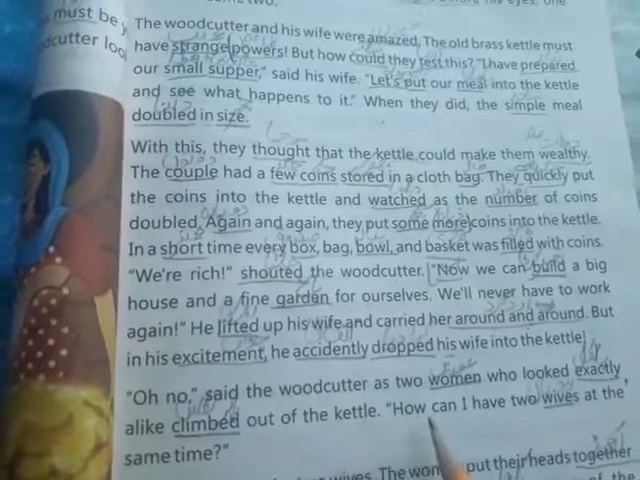 must be
The woodcutter and his wife were amazed. The old brass kettle must
have strange powers! But how could they test this? "I have prepared
our small supper," said his wife. "Let's put our meal into the kettle
and see what happens to it." When they did, the simple meal
doubled in size.
With this, they thought that the kettle could make them wealthy.
The couple had a few coins stored in a cloth bag. They quickly put
the coins into the kettle and watched as the number of coins
doubled. Again and again, they put some more coins into the kettle.
In a short time every box, bag, bowl, and basket was filled with coins.
"We're rich!" shouted the woodcutter. "Now we can build a big
house and a fine garden for ourselves. We'll never have to work
again!" He lifted up his wife and carried her around and around. But
in his excitement, he accidently dropped his wife into the kettle!
"Oh no," said the woodcutter as two women who looked exactly
alike climbed out of the kettle. "How can I have two wives at the
same time?"
wives. The put their heads together
of the